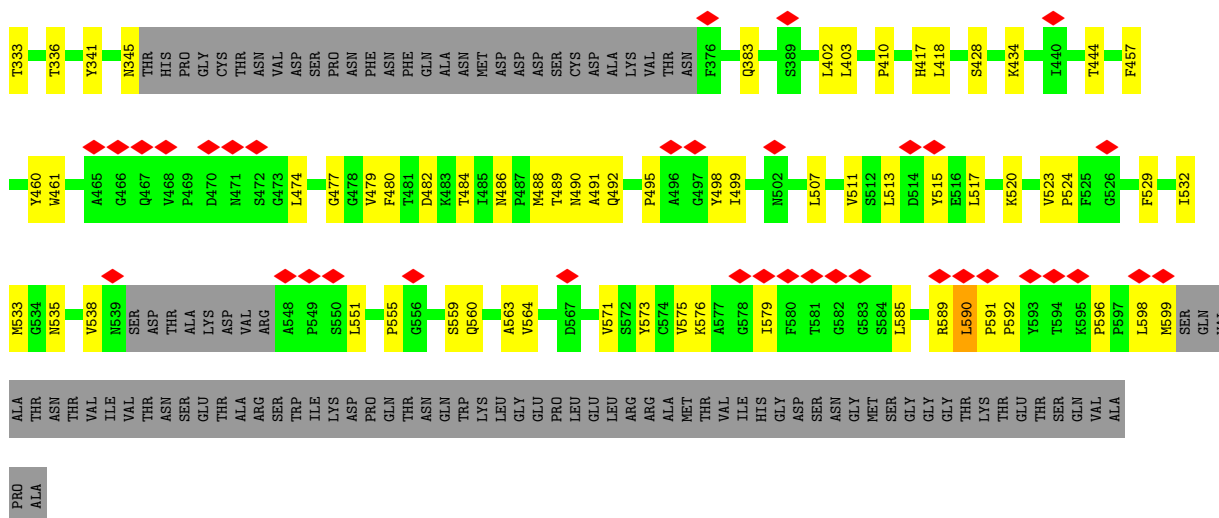 T333 T336 Y341 N345 THR HIS PRO GLY CYS THR ASN VAL ASP SER PRO ASN PHE ASN PHE GLN ALA ASN MET ASP ASP ASP SER CYS ASP ALA LYS VAL THR ASN F376 Q383 S389 L402 L403 P410 H417 L418 S428 K434 I440 T444 F457
Y460 W461 A465 G466 Q467 V468 P469 D470 N471 S472 G473 L474 G477 G478 V479 F480 T481 D482 K483 T484 I485 N486 P487 M488 T489 N490 A491 Q492 P495 A496 G497 Y498 I499 N502 L507 V511 S512 L513 D514 Y515 E516 L517 K520 V523 P524 F525 G526 F529 I532
M533 G534 N535 V538 N539 SER ASP THR ALA LYS ASP VAL ARG A548 P549 S550 L551 P555 G556 S559 Q560 A563 V564 D567 V571 S572 Y573 C574 V575 K576 A577 G578 I579 F580 T581 G582 G583 S584 L585 R589 L590 P591 P592 Y593 T594 K595 P596 P597 L598 M599 SER GLN
ALA THR ASN THR VAL ILE VAL THR ASN SER GLU THR ALA ARG SER TRP ILE LYS ASP PRO GLN THR ASN GLN TRP LYS LEU GLY GLU PRO LEU GLU LEU ARG ARG ALA MET THR VAL ILE HIS GLY ASP SER ASN GLY MET SER GLY GLY GLY THR LYS THR GLU THR SER GLN VAL ALA
PRO ALA